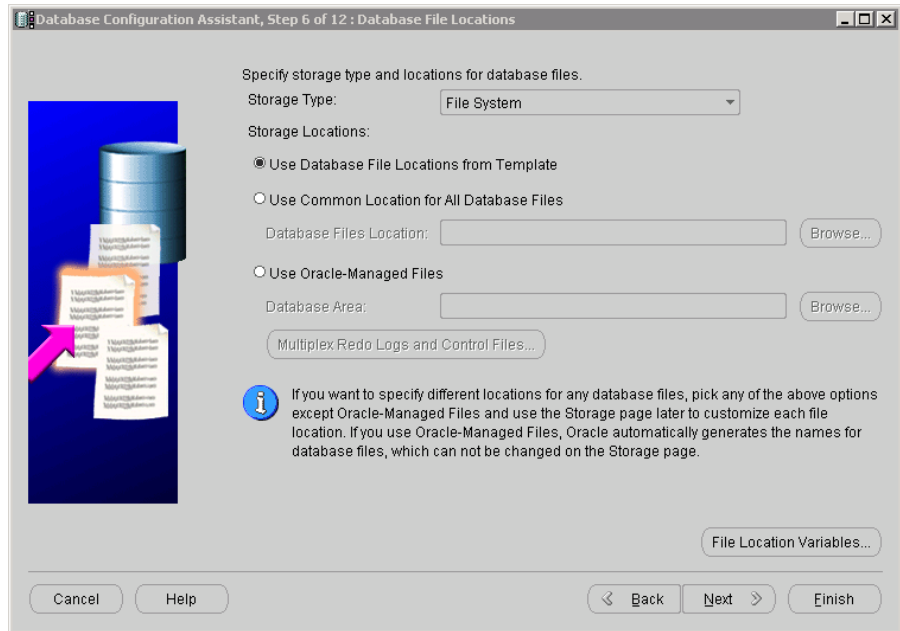 Database Configuration Assistant, Step 6 of 12 : Database File Locations
Specify storage type and locations for database files.
Storage Type:
File System
Storage Locations:
Use Database File Locations from Template
Use Common Location for All Database Files
Database Files Location:
Browse...
Use Oracle-Managed Files
Database Area:
Browse...
Multiplex Redo Logs and Control Files...
If you want to specify different locations for any database files, pick any of the above options
except Oracle-Managed Files and use the Storage page later to customize each file
location. If you use Oracle-Managed Files, Oracle automatically generates the names for
database files, which can not be changed on the Storage page.
File Location Variables...
Cancel
Help
Back
Next
Finish